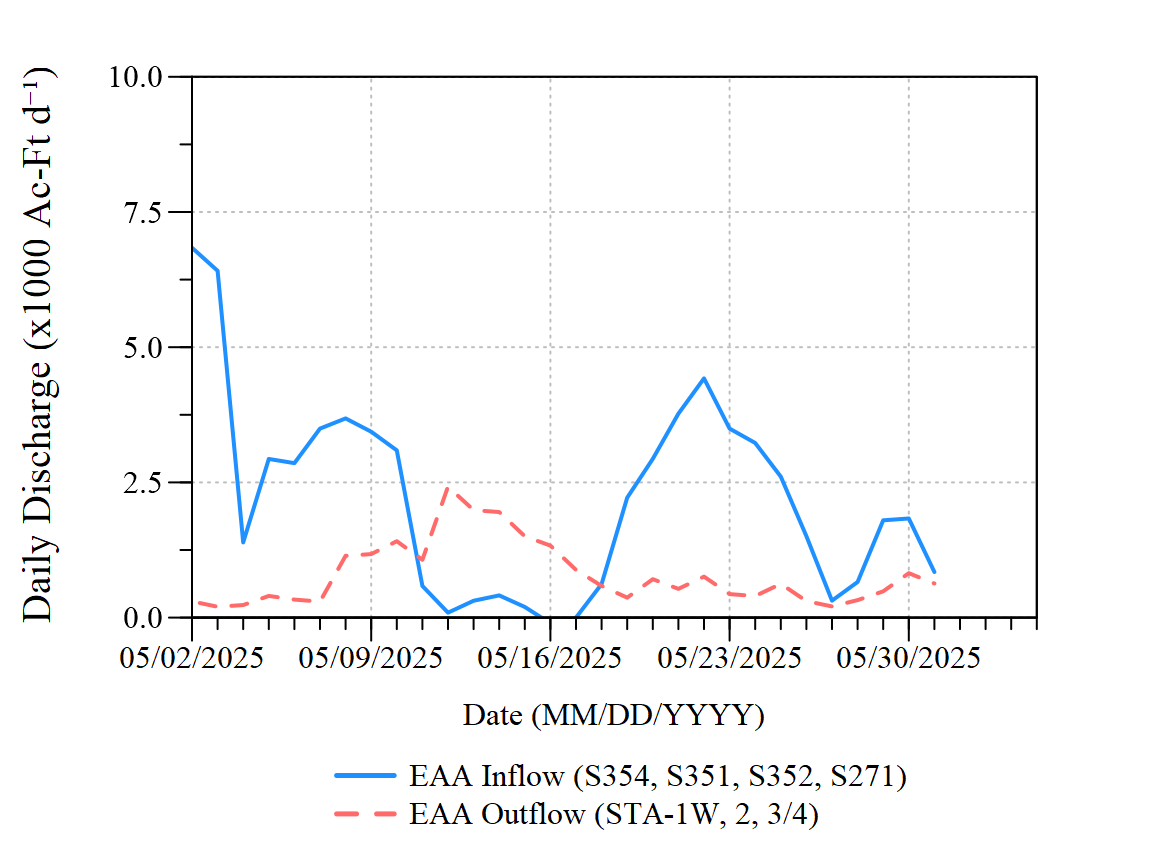 Daily Discharge (x1000 Ac-Ft d⁻¹)
10.0
7.5
5.0
2.5
0.0
05/02/2025 05/09/2025 05/16/2025 05/23/2025 05/30/2025
Date (MM/DD/YYYY)
EAA Inflow (S354, S351, S352, S271)
EAA Outflow (STA-1W, 2, 3/4)